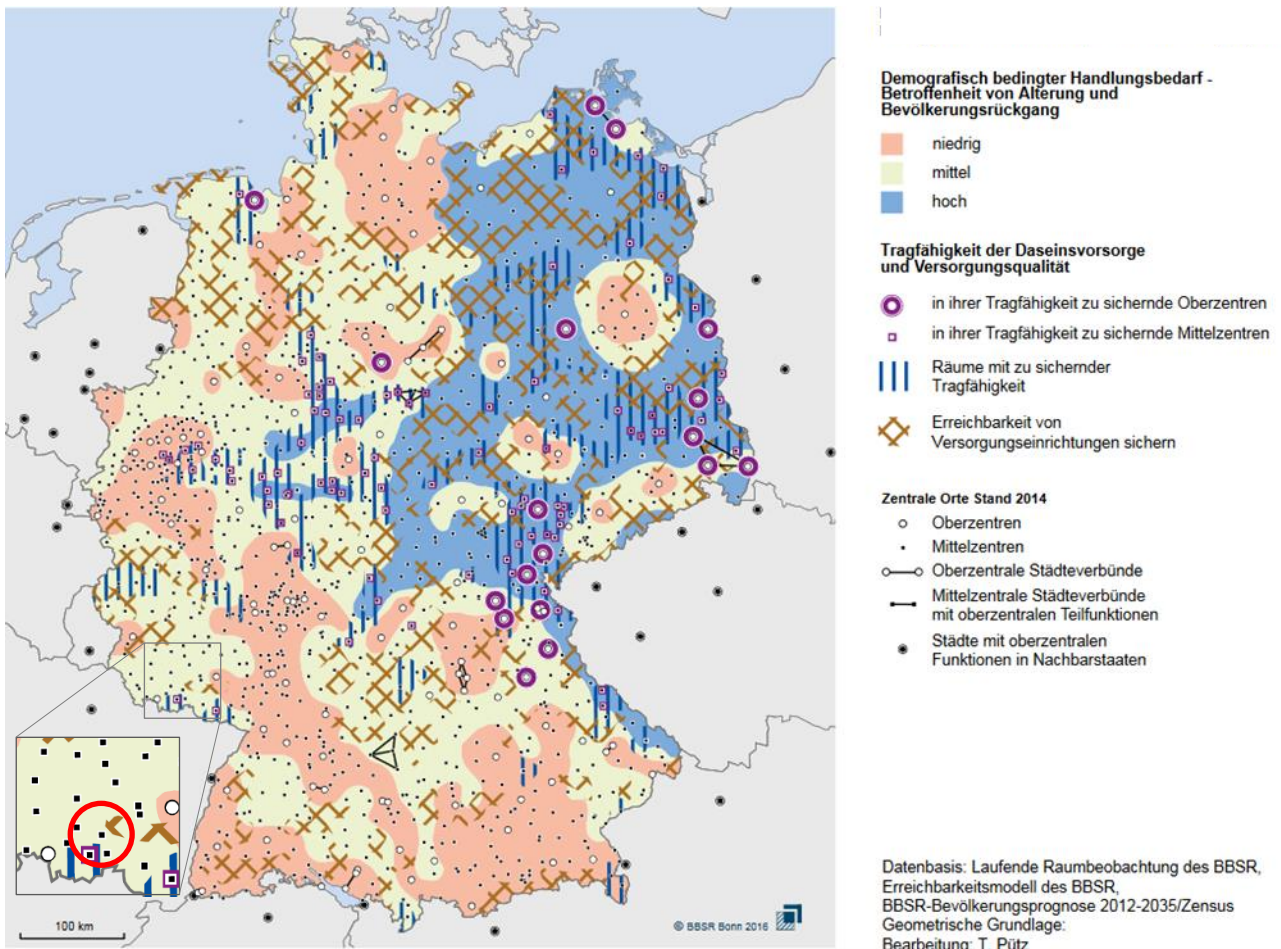 Demografisch bedingter Handlungsbedarf -
Betroffenheit von Alterung und
Bevölkerungsrückgang
niedrig
mittel
hoch
Tragfähigkeit der Daseinsvorsorge
und Versorgungsqualität
in ihrer Tragfähigkeit zu sichernde Oberzentren
in ihrer Tragfähigkeit zu sichernde Mittelzentren
Räume mit zu sichernder
Tragfähigkeit
Erreichbarkeit von
Versorgungseinrichtungen sichern
Zentrale Orte Stand 2014
Oberzentren
Mittelzentren
Oberzentrale Städteverbünde
Mittelzentrale Städteverbünde
mit oberzentralen Teilfunktionen
Städte mit oberzentralen
Funktionen in Nachbarstaaten
Datenbasis: Laufende Raumbeobachtung des BBSR,
Erreichbarkeitsmodell des BBSR,
BBSR-Bevölkerungsprognose 2012-2035/Zensus
Geometrische Grundlage:
Bearbeitung: T. Pütz
100 km
© BBSR Bonn 2016